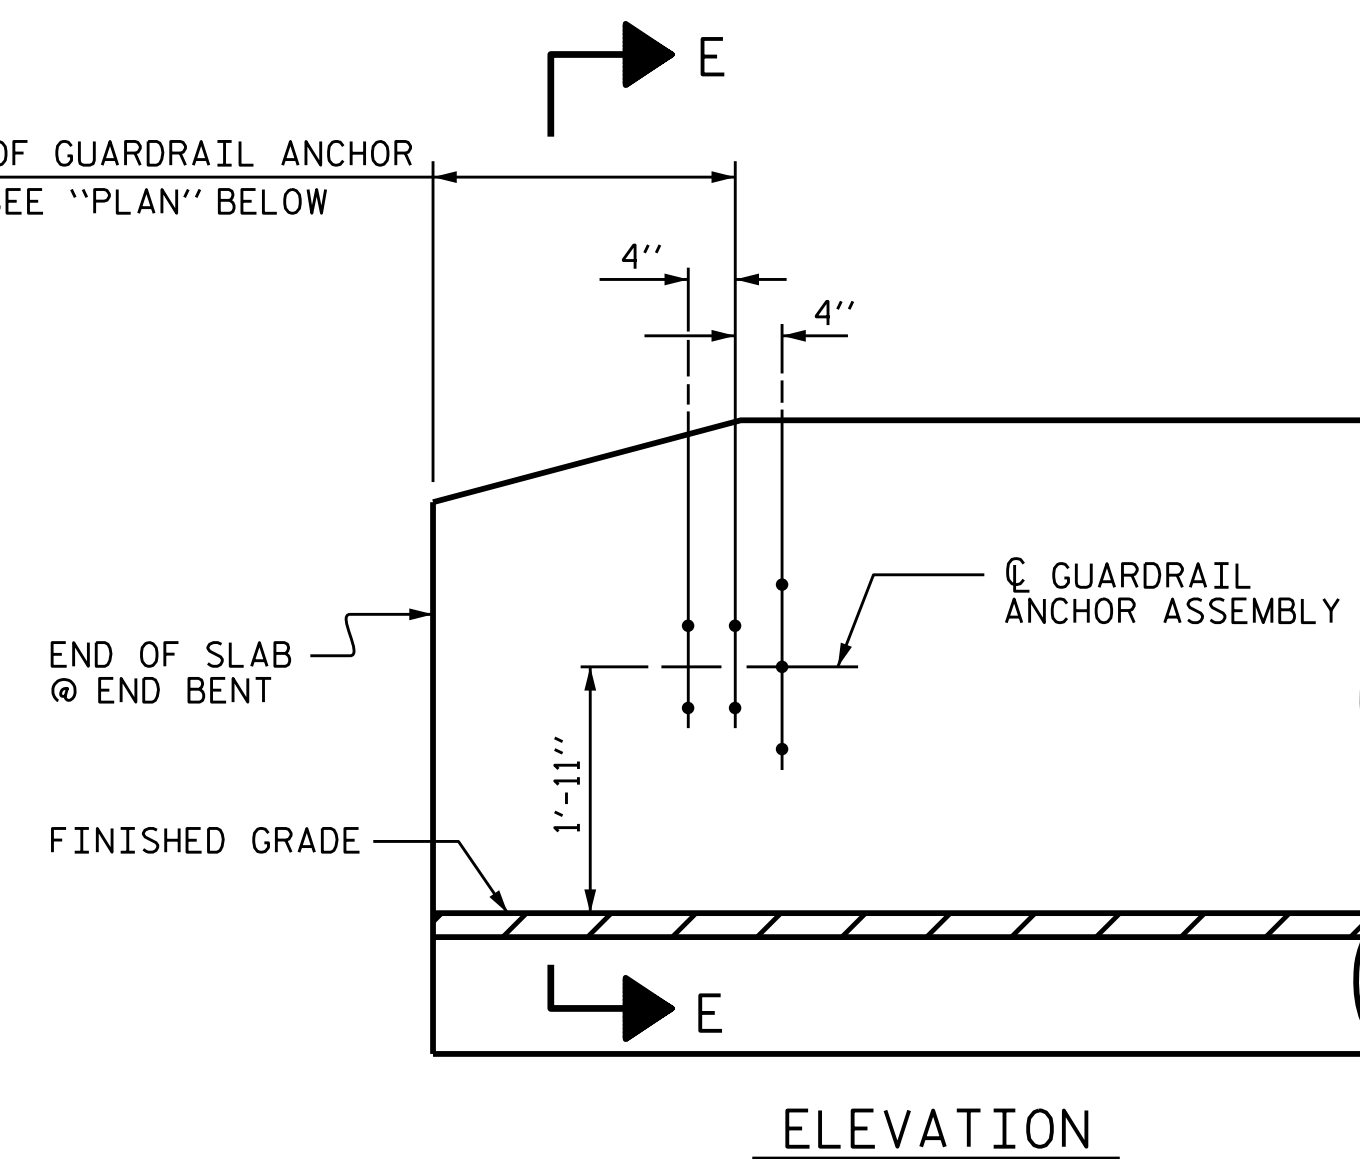 E
OF GUARDRAIL ANCHOR
SEE "PLAN" BELOW
4"
4"
℄ GUARDRAIL
ANCHOR ASSEMBLY
END OF SLAB
@ END BENT
1'-11"
FINISHED GRADE
E
ELEVATION